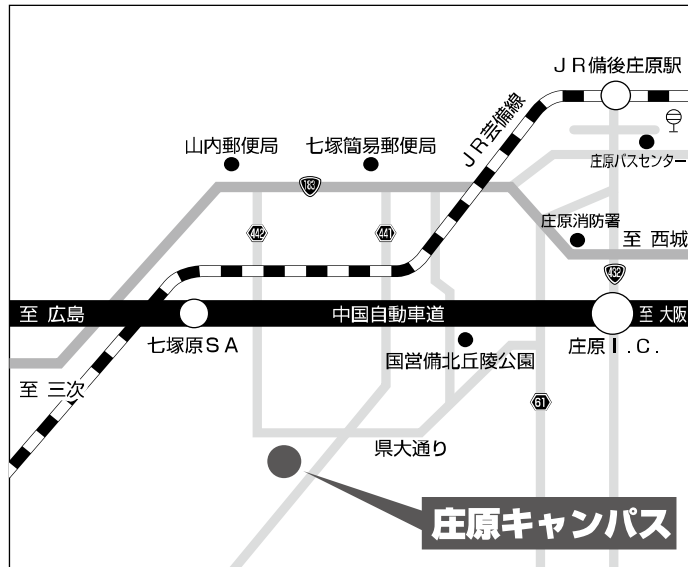 JR備後庄原駅
JR芸備線
山内郵便局
七塚簡易郵便局
庄原バスセンター
183
442
441
庄原消防署
至 西城
432
至 広島
中国自動車道
至 大阪
七塚原SA
庄原I.C.
国営備北丘陵公園
至 三次
61
県大通り
庄原キャンパス